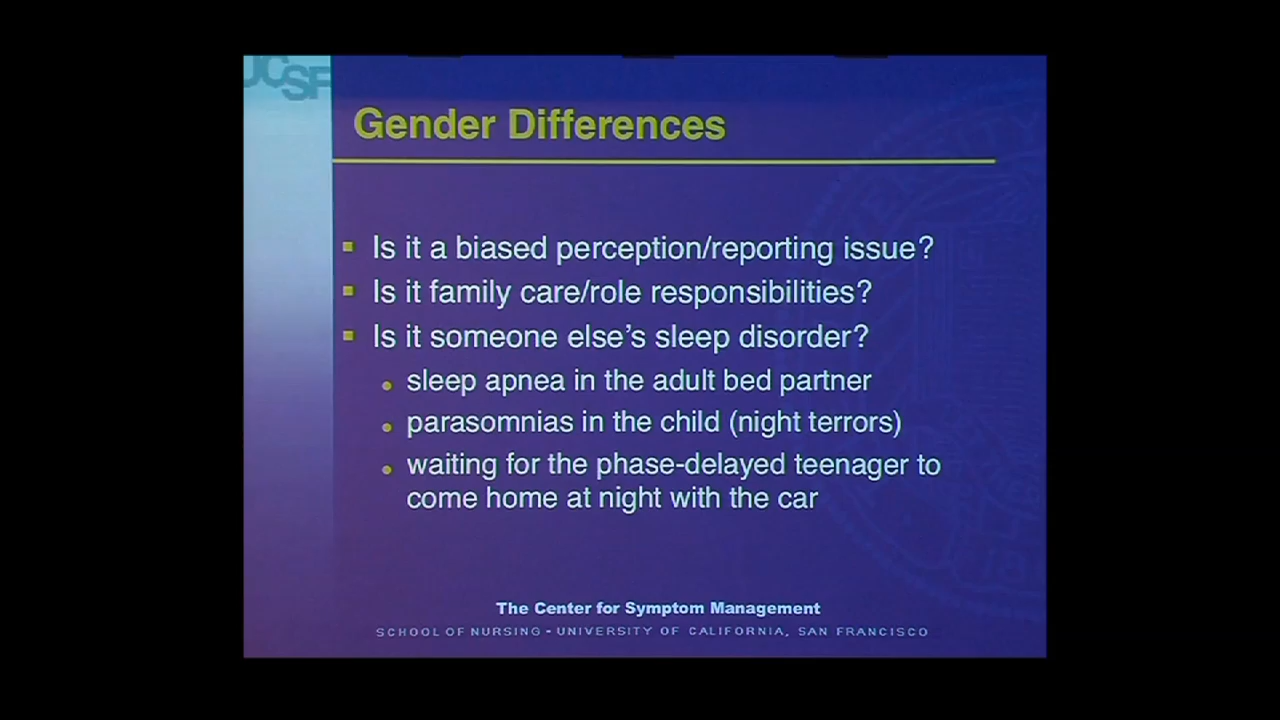 UCSF
Gender Differences
Is it a biased perception/reporting issue?
Is it family care/role responsibilities?
Is it someone else's sleep disorder?
sleep apnea in the adult bed partner
parasomnias in the child (night terrors)
waiting for the phase-delayed teenager to
come home at night with the car
The Center for Symptom Management
SCHOOL OF NURSING - UNIVERSITY OF CALIFORNIA, SAN FRANCISCO